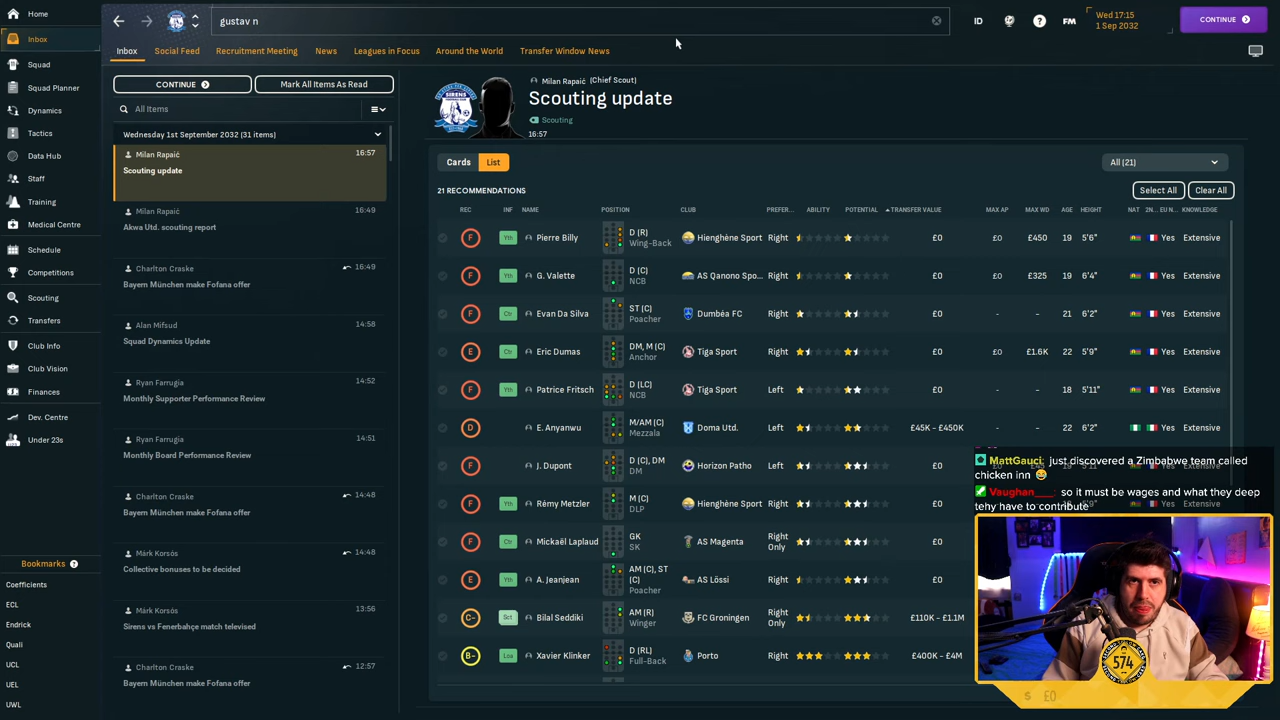 Home
gustav n
ID
FM
Wed 17:15
1 Sep 2032
CONTINUE
Inbox
Inbox
Social Feed
Recruitment Meeting
News
Leagues in Focus
Around the World
Transfer Window News
Squad
Squad Planner
Dynamics
Tactics
Data Hub
Staff
Training
Medical Centre
Schedule
Competitions
Scouting
Transfers
Club Info
Club Vision
Finances
Dev. Centre
Under 23s
Bookmarks ?
Coefficients
ECL
Endrick
Quali
UCL
UEL
UWL
CONTINUE
Mark All Items As Read
All Items
Wednesday 1st September 2032 (31 items)
Milan Rapaić 16:57
Scouting update
Milan Rapaić 16:49
Akwa Utd. scouting report
Charlton Craske 16:49
Bayern München make Fofana offer
Alan Mifsud 14:58
Squad Dynamics Update
Ryan Farrugia 14:52
Monthly Supporter Performance Review
Ryan Farrugia 14:51
Monthly Board Performance Review
Charlton Craske 14:48
Bayern München make Fofana offer
Márk Korsós 14:48
Collective bonuses to be decided
Márk Korsós 13:56
Sirens vs Fenerbahçe match televised
Charlton Craske 12:57
Bayern München make Fofana offer
SIRENS
Milan Rapaić (Chief Scout)
Scouting update
Scouting
16:57
Cards List
All (21)
21 RECOMMENDATIONS
Select All Clear All
REC INF NAME POSITION CLUB PREFER... ABILITY POTENTIAL TRANSFER VALUE MAX AP MAX WD AGE HEIGHT NAT 2N... EU N... KNOWLEDGE
F Yth Pierre Billy D (R) Wing-Back Hienghène Sport Right £0 £0 £450 19 5'6" Yes Extensive
F Yth G. Valette D (C) NCB AS Qanono Spo... Right £0 £0 £325 19 6'4" Yes Extensive
F Ctr Evan Da Silva ST (C) Poacher Dumbéa FC Right £0 - - 21 6'2" Yes Extensive
E Ctr Eric Dumas DM, M (C) Anchor Tiga Sport Right £0 £0 £1.6K 22 5'9" Yes Extensive
F Yth Patrice Fritsch D (LC) NCB Tiga Sport Left £0 - - 18 5'11" Yes Extensive
D E. Anyanwu M/AM (C) Mezzala Doma Utd. Left £45K - £450K - - 22 6'2" Yes Extensive
F J. Dupont D (C), DM DM Horizon Patho Left £0
F Yth Rémy Metzler M (C) DLP Hienghène Sport Right £0
F Ctr Mickaël Laplaud GK SK AS Magenta Right Only £0
E Yth A. Jeanjean AM (C), ST (C) Poacher AS Lössi Right £0
C- Sct Bilal Seddiki AM (R) Winger FC Groningen Right Only £110K - £1.1M
B- Loa Xavier Klinker D (RL) Full-Back Porto Right £400K - £4M
MattGauci: just discovered a Zimbabwe team called
chicken inn
Vaughan___: so it must be wages and what they deep
tehy have to contribute
574
$ £0